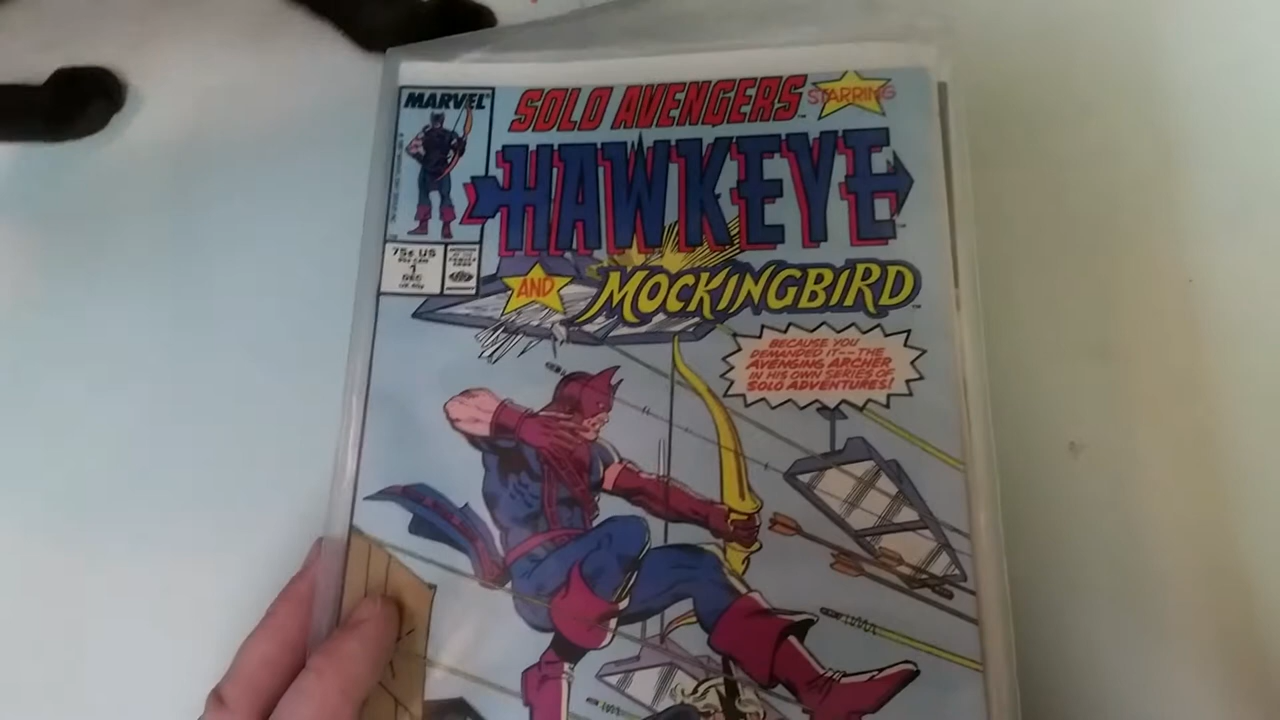 MARVEL
SOLO AVENGERS
STARRING
HAWKEYE
AND MOCKINGBIRD
75¢ US
1
DEC
BECAUSE YOU
DEMANDED IT--THE
AVENGING ARCHER
IN HIS OWN SERIES OF
SOLO ADVENTURES!